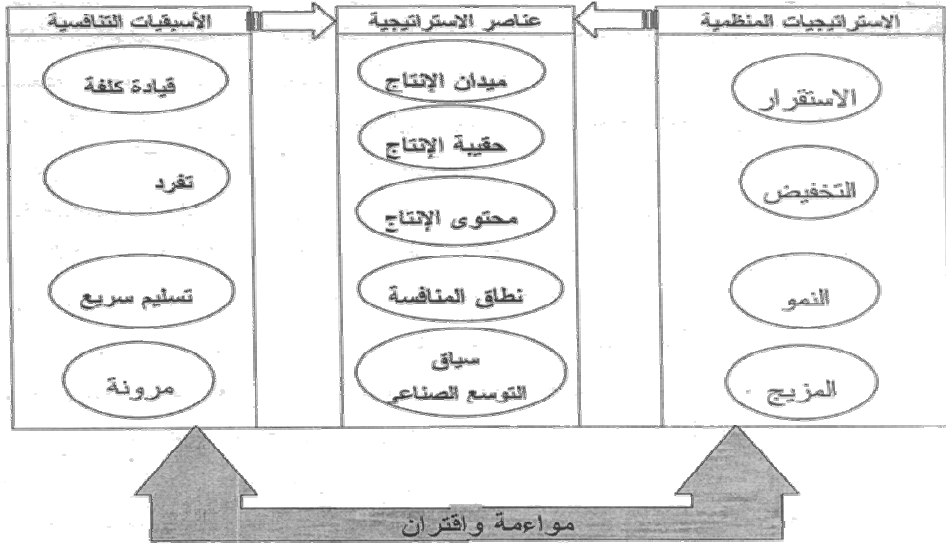 الاستراتيجيات المنظمية
الاستقرار
التخفيض
النمو
المزيج
عناصر الاستراتيجية
ميدان الإنتاج
حقيبة الإنتاج
محتوى الإنتاج
نطاق المنافسة
سياق
التوسع الصناعي
الأسبقيات التنافسية
قيادة كلفة
تفرد
تسليم سريع
مرونة
مواءمة واقتران